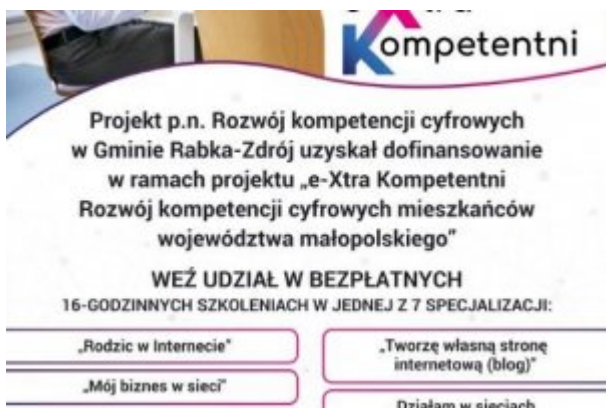 Kompetentni
Projekt p.n. Rozwój kompetencji cyfrowych
w Gminie Rabka-Zdrój uzyskał dofinansowanie
w ramach projektu „e-Xtra Kompetentni
Rozwój kompetencji cyfrowych mieszkańców
województwa małopolskiego"
WEŹ UDZIAŁ W BEZPŁATNYCH
16-GODZINNYCH SZKOLENIACH W JEDNEJ Z 7 SPECJALIZACJI:
„Rodzic w Internecie"
„Mój biznes w sieci"
„Tworzę własną stronę
internetową (blog)"
Działam w sieciach